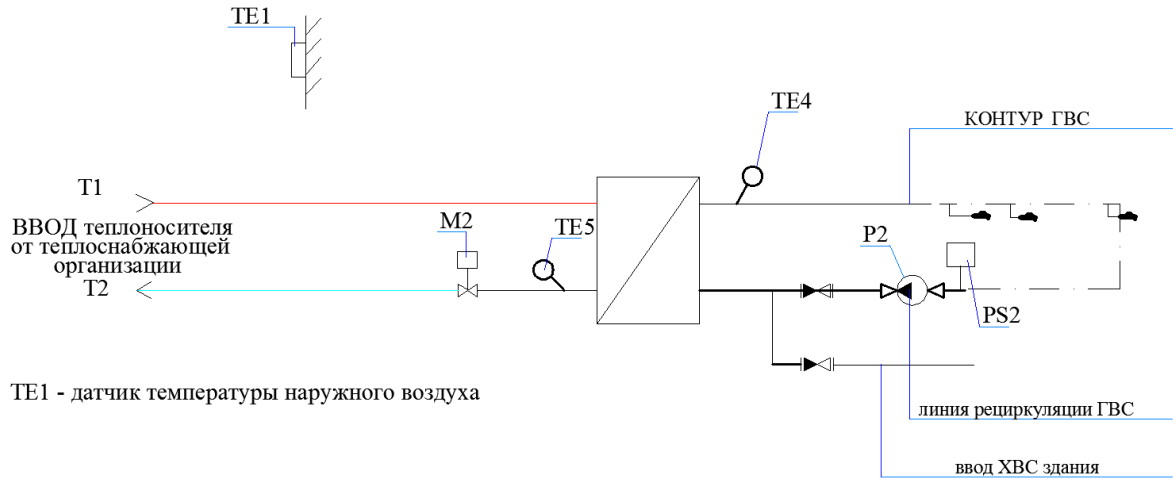 TE1
TE4
КОНТУР ГВС
T1
ВВОД теплоносителя
от теплоснабжающей
организации
T2
M2
TE5
P2
PS2
TE1 - датчик температуры наружного воздуха
линия рециркуляции ГВС
ввод ХВС здания